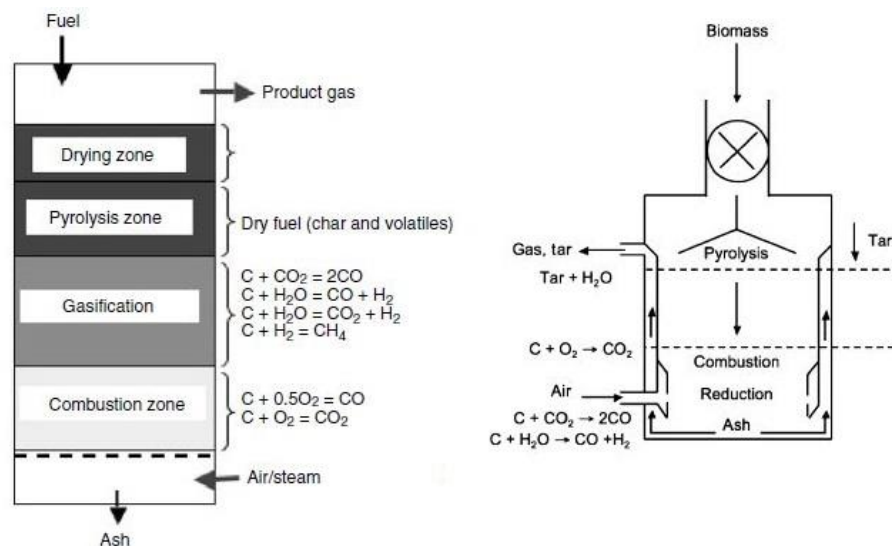 Fuel
Product gas
Drying zone
Pyrolysis zone
Dry fuel (char and volatiles)
Gasification
C + CO₂ = 2CO
C + H₂O = CO + H₂
C + H₂O = CO₂ + H₂
C + H₂ = CH₄
Combustion zone
C + 0.5O₂ = CO
C + O₂ = CO₂
Air/steam
Ash
Biomass
Gas, tar
Pyrolysis
Tar
Tar + H₂O
C + O₂ → CO₂
Combustion
Air
Reduction
C + CO₂ → 2CO
Ash
C + H₂O → CO +H₂